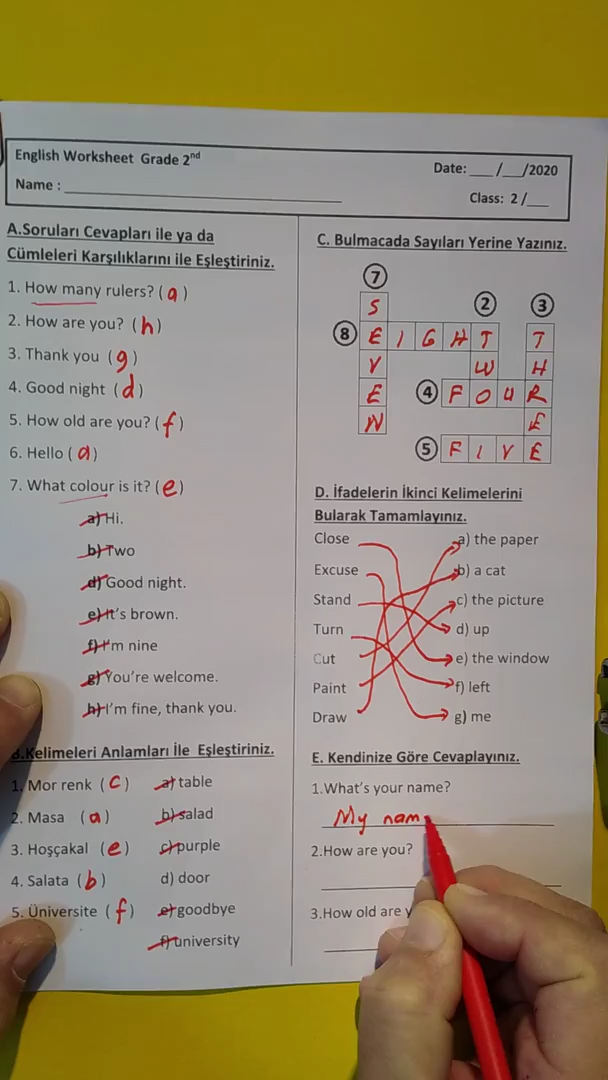 English Worksheet Grade 2nd
Date: ___ /___/2020
Name : ______________________
Class: 2 /___
A.Soruları Cevapları ile ya da
Cümleleri Karşılıklarını ile Eşleştiriniz.
1. How many rulers? (a)
2. How are you? (h)
3. Thank you (g)
4. Good night (d)
5. How old are you? (f)
6. Hello (a)
7. What colour is it? (e)
a) Hi.
b) Two
d) Good night.
e) It's brown.
f) I'm nine
g) You're welcome.
h) I'm fine, thank you.
B.Kelimeleri Anlamları İle Eşleştiriniz.
1. Mor renk (c) a) table
2. Masa (a) b) salad
3. Hoşçakal (e) c) purple
4. Salata (b) d) door
5. Üniversite (f) e) goodbye
f) university
C. Bulmacada Sayıları Yerine Yazınız.
7 2 3
S
8 E I G H T T
V W H
E 4 F O U R
N E
5 F I V E
D. İfadelerin İkinci Kelimelerini
Bularak Tamamlayınız.
Close a) the paper
Excuse b) a cat
Stand c) the picture
Turn d) up
Cut e) the window
Paint f) left
Draw g) me
E. Kendinize Göre Cevaplayınız.
1.What's your name?
My nam
2.How are you?
3.How old are y